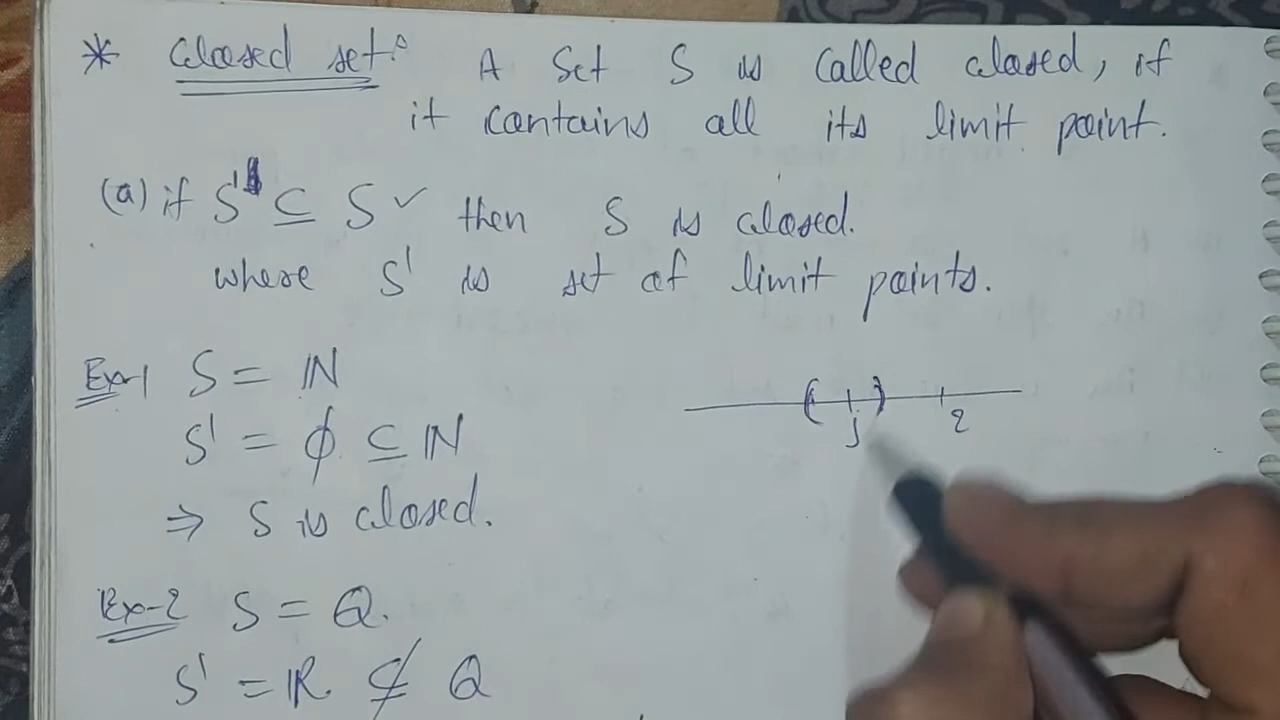 * Closed set: A set S is called closed, if
it contains all its limit point.
(a) if S' ⊆ S ✓ then S is closed.
where S' is set of limit points.
Ex-1 S = ℕ
S' = ϕ ⊆ ℕ
⇒ S is closed.
( 1 ) 2
Ex-2 S = Q.
S' = ℝ ⊄ Q